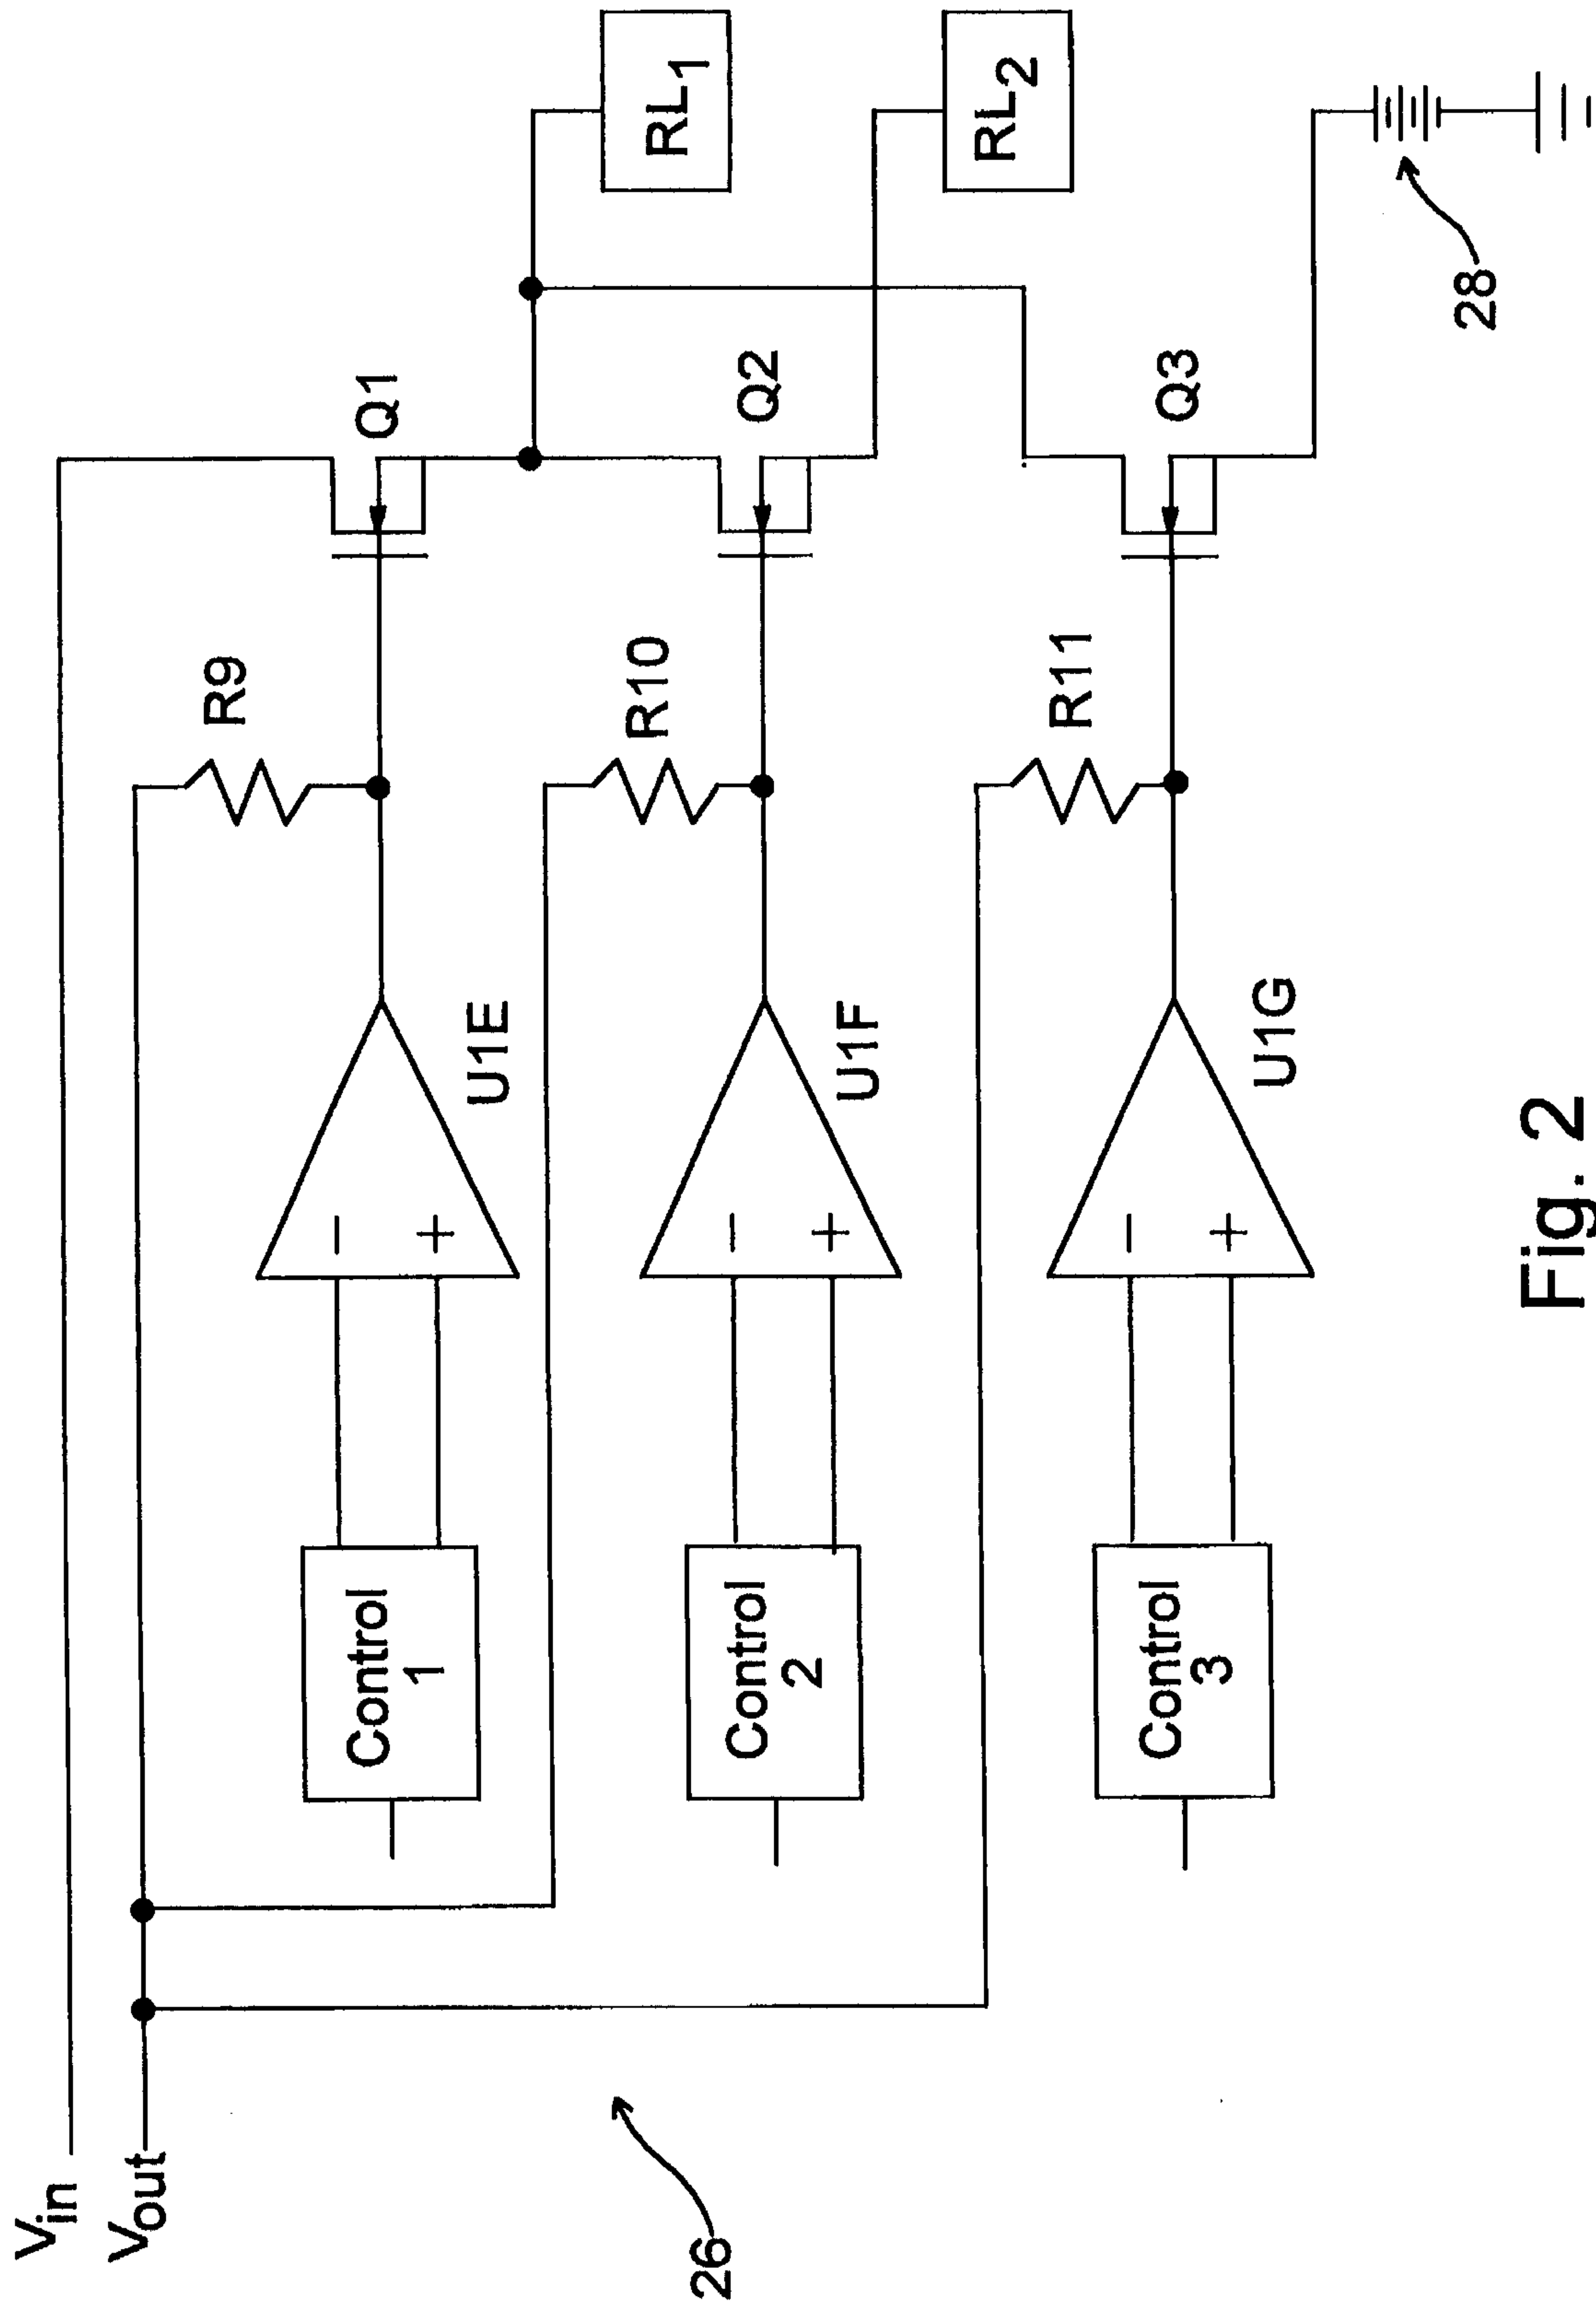 Vin
Vout
R9
Q1
RL1
Control
1
U1E
R10
Q2
RL2
Control
2
U1F
R11
Q3
Control
3
U1G
26
28
Fig. 2